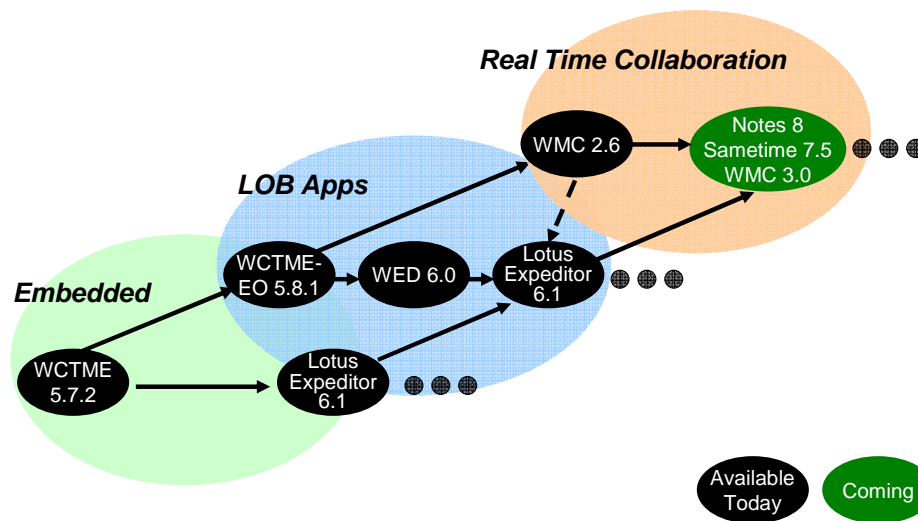 Real Time Collaboration
WMC 2.6
Notes 8
Sametime 7.5
WMC 3.0
LOB Apps
WCTME-
EO 5.8.1
WED 6.0
Lotus
Expeditor
6.1
Embedded
WCTME
5.7.2
Lotus
Expeditor
6.1
Available
Today
Coming